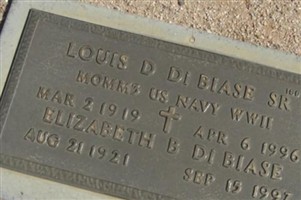 LOUIS D DI BIASE SR
MOMM3 US NAVY WWII
MAR 2 1919 APR 6 1996
ELIZABETH B DI BIASE
AUG 21 1921 SEP 15 1997